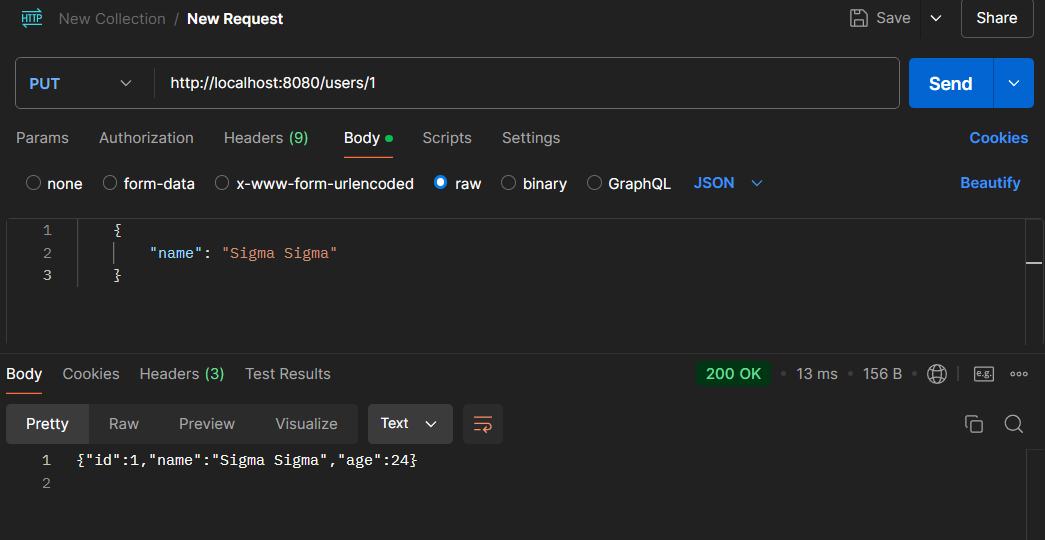 HTTP New Collection / New Request Save Share
PUT http://localhost:8080/users/1 Send
Params Authorization Headers (9) Body Scripts Settings Cookies
none form-data x-www-form-urlencoded raw binary GraphQL JSON Beautify
1 {
2 "name": "Sigma Sigma"
3 }
Body Cookies Headers (3) Test Results 200 OK • 13 ms • 156 B • e.g.
Pretty Raw Preview Visualize Text
1 {"id":1,"name":"Sigma Sigma","age":24}
2